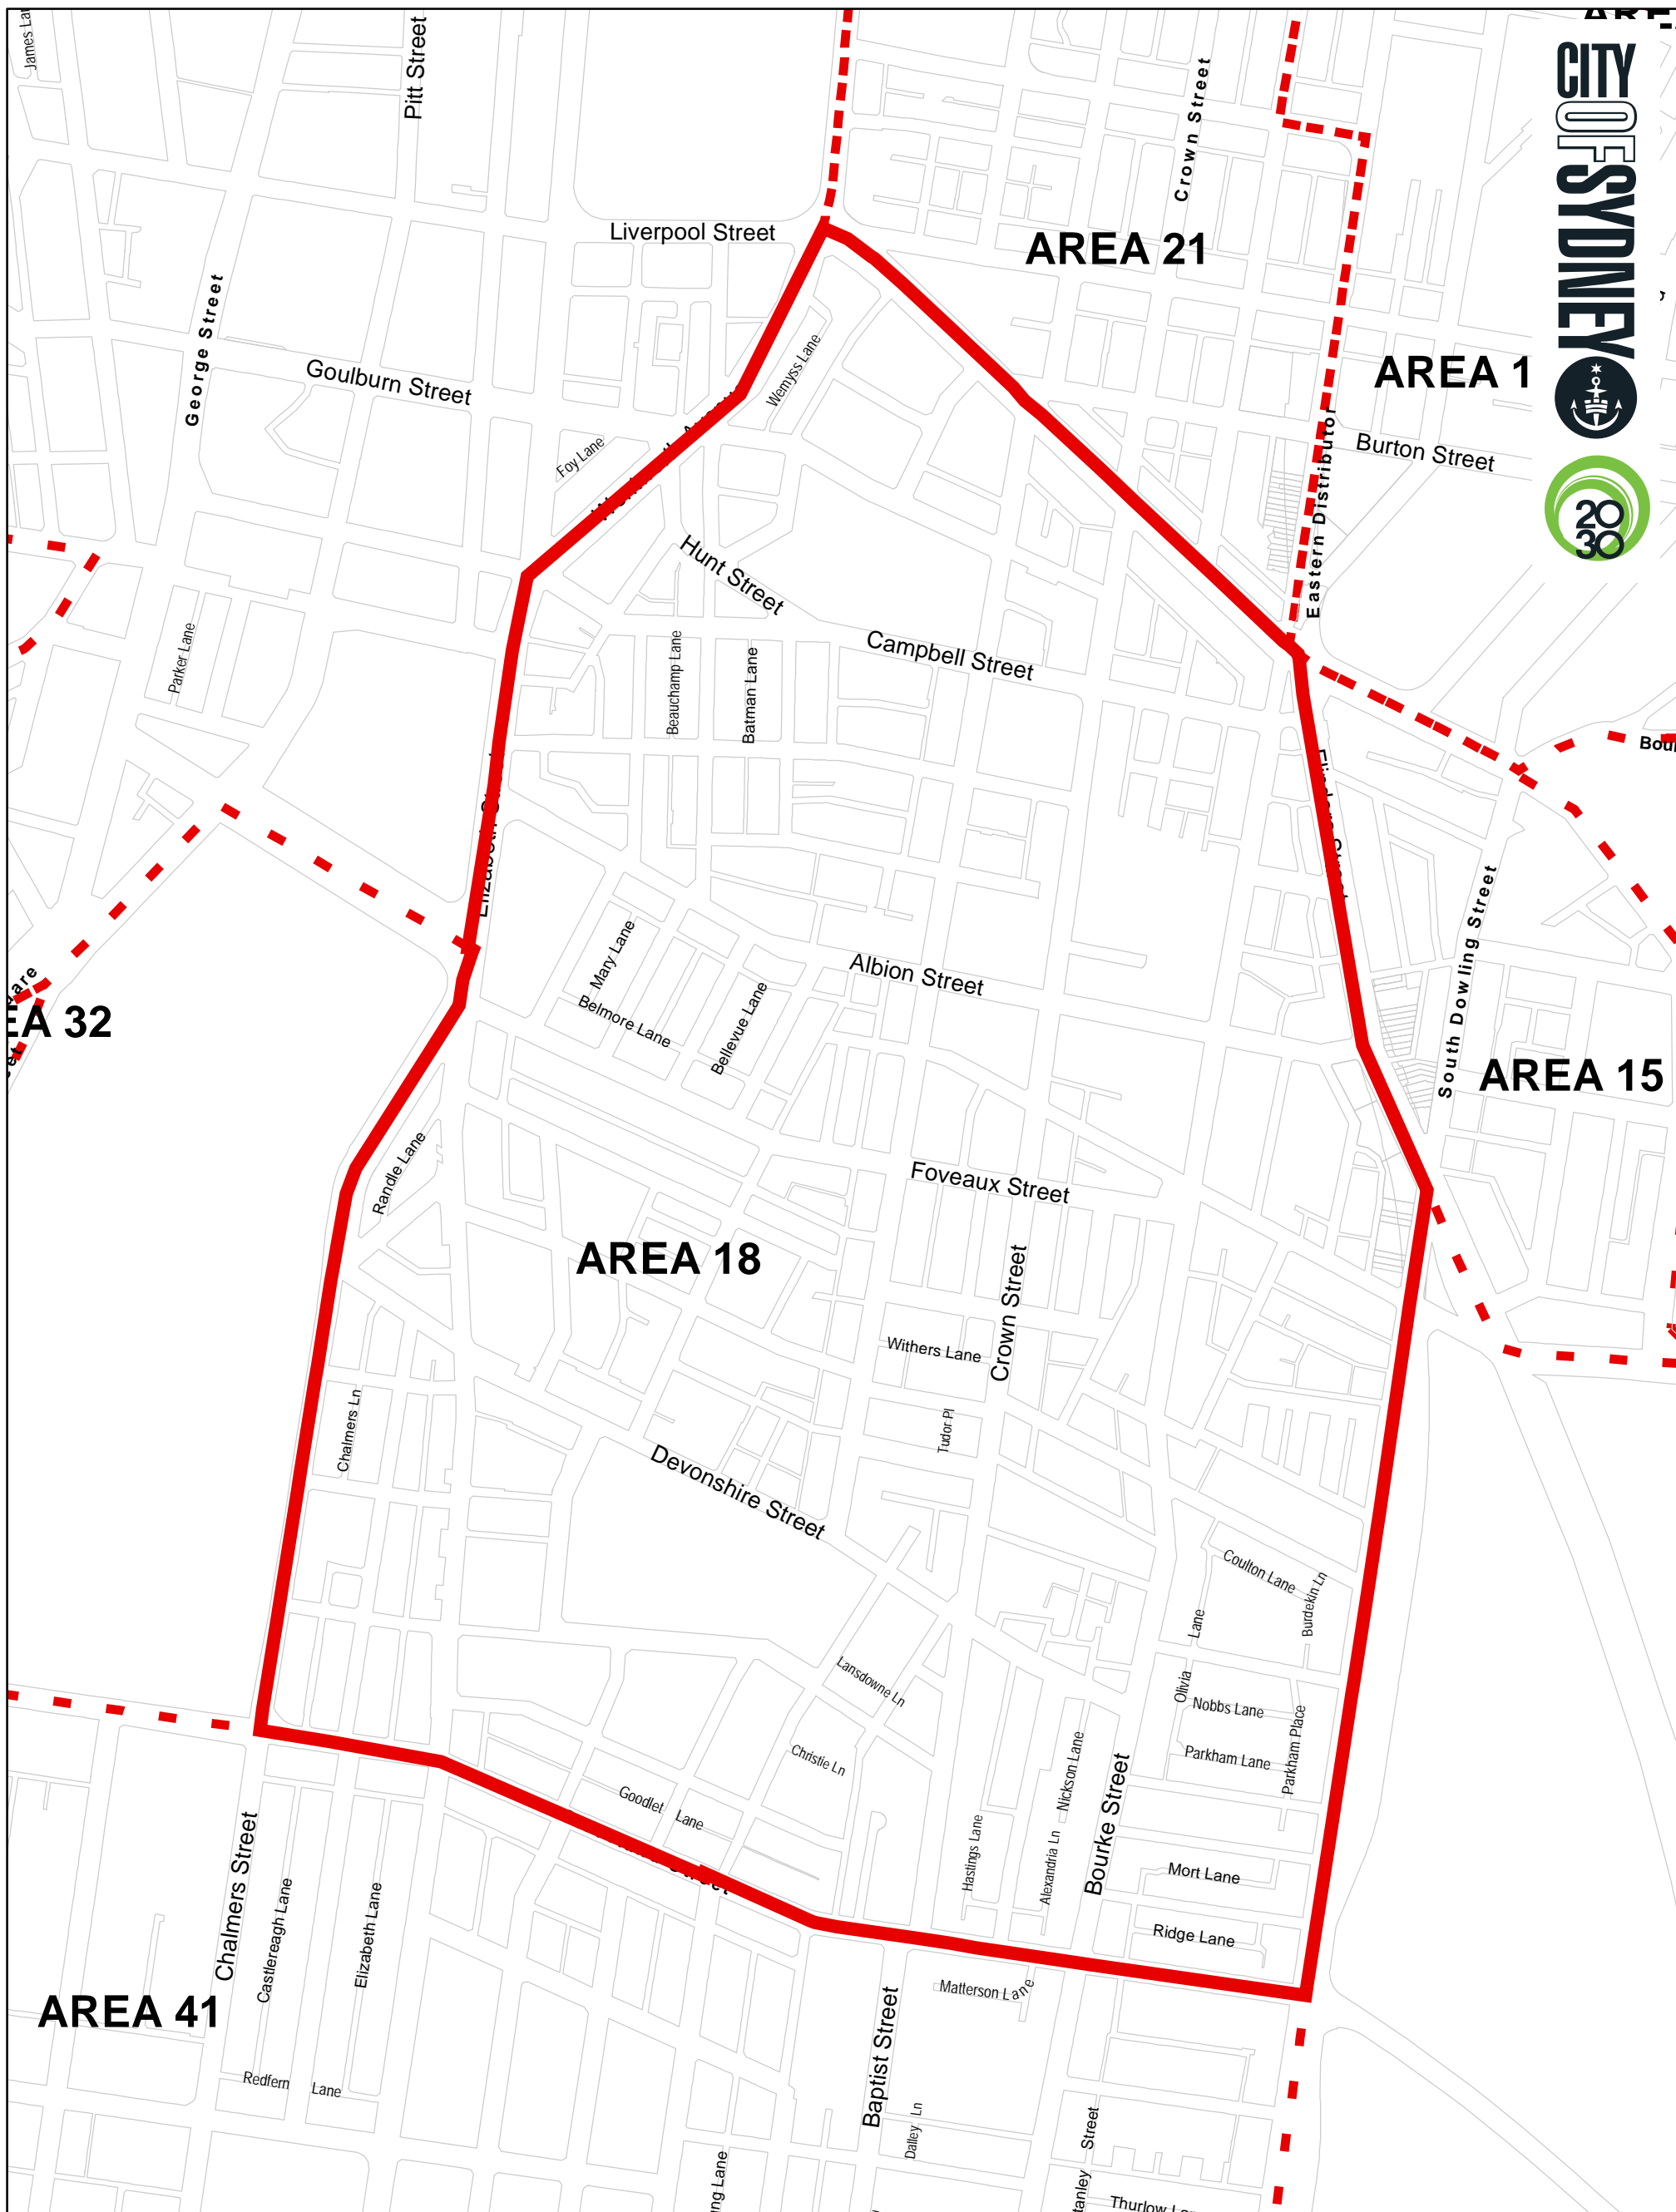 James
Pitt Street
Crown Street
CITY OF SYDNEY
Liverpool Street
AREA 21
George Street
Goulburn Street
Wemyss Lane
AREA 1
Burton Street
Foy Lane
Eastern Distributor
2030
Hunt Street
Parker Lane
Beauchamp Lane
Batman Lane
Campbell Street
Elizabeth Street
Flinders Street
South Dowling Street
Mary Lane
Albion Street
Belmore Lane
Bellevue Lane
EA 32
AREA 15
Randle Lane
Foveaux Street
AREA 18
Crown Street
Withers Lane
Chalmers Ln
Tudor Pl
Devonshire Street
Coulton Lane
Burdekin Ln
Olivia Lane
Lansdowne Ln
Nobbs Lane
Parkham Place
Christie Ln
Parkham Lane
Nickson Lane
Goodlet Lane
Bourke Street
Hastings Lane
Alexandria Ln
Mort Lane
Chalmers Street
Castlereagh Lane
Elizabeth Lane
Ridge Lane
Matterson Lane
AREA 41
Baptist Street
Redfern Lane
Dalley Ln
Street